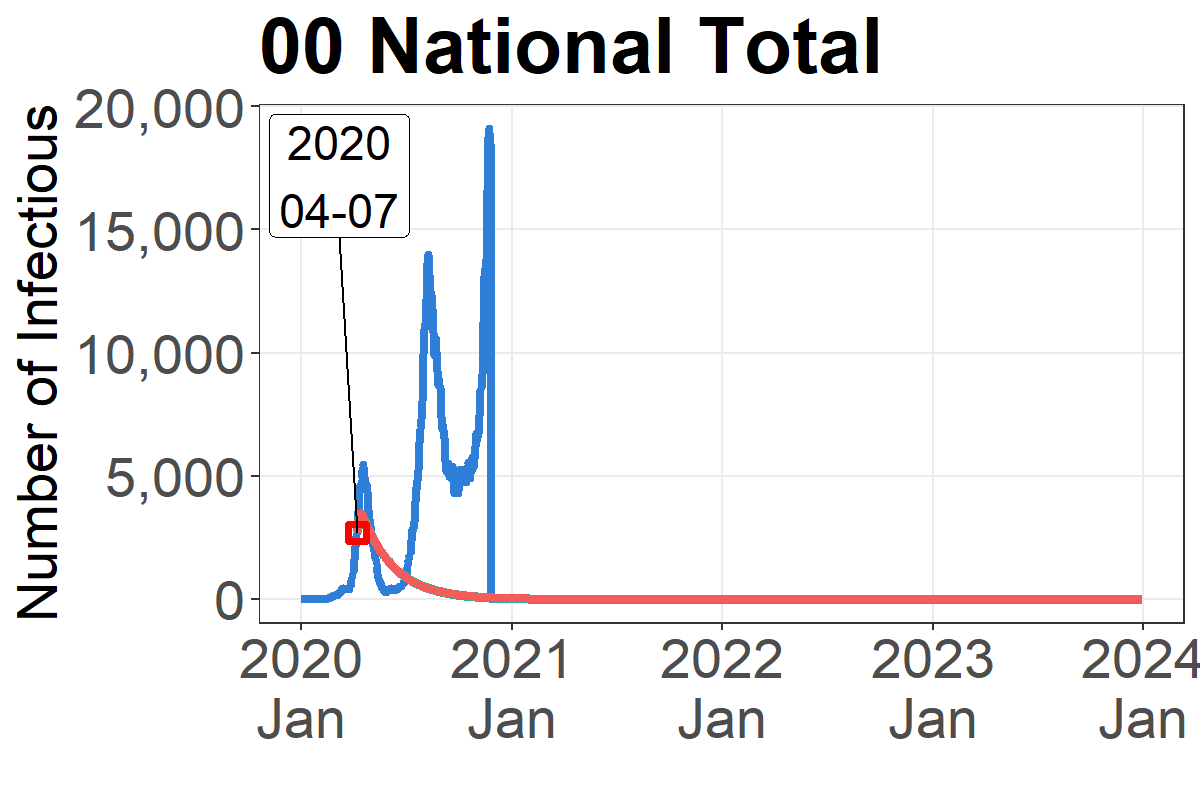 00 National Total
Number of Infectious
20,000
15,000
10,000
5,000
0
2020
04-07
2020
Jan
2021
Jan
2022
Jan
2023
Jan
2024
Jan